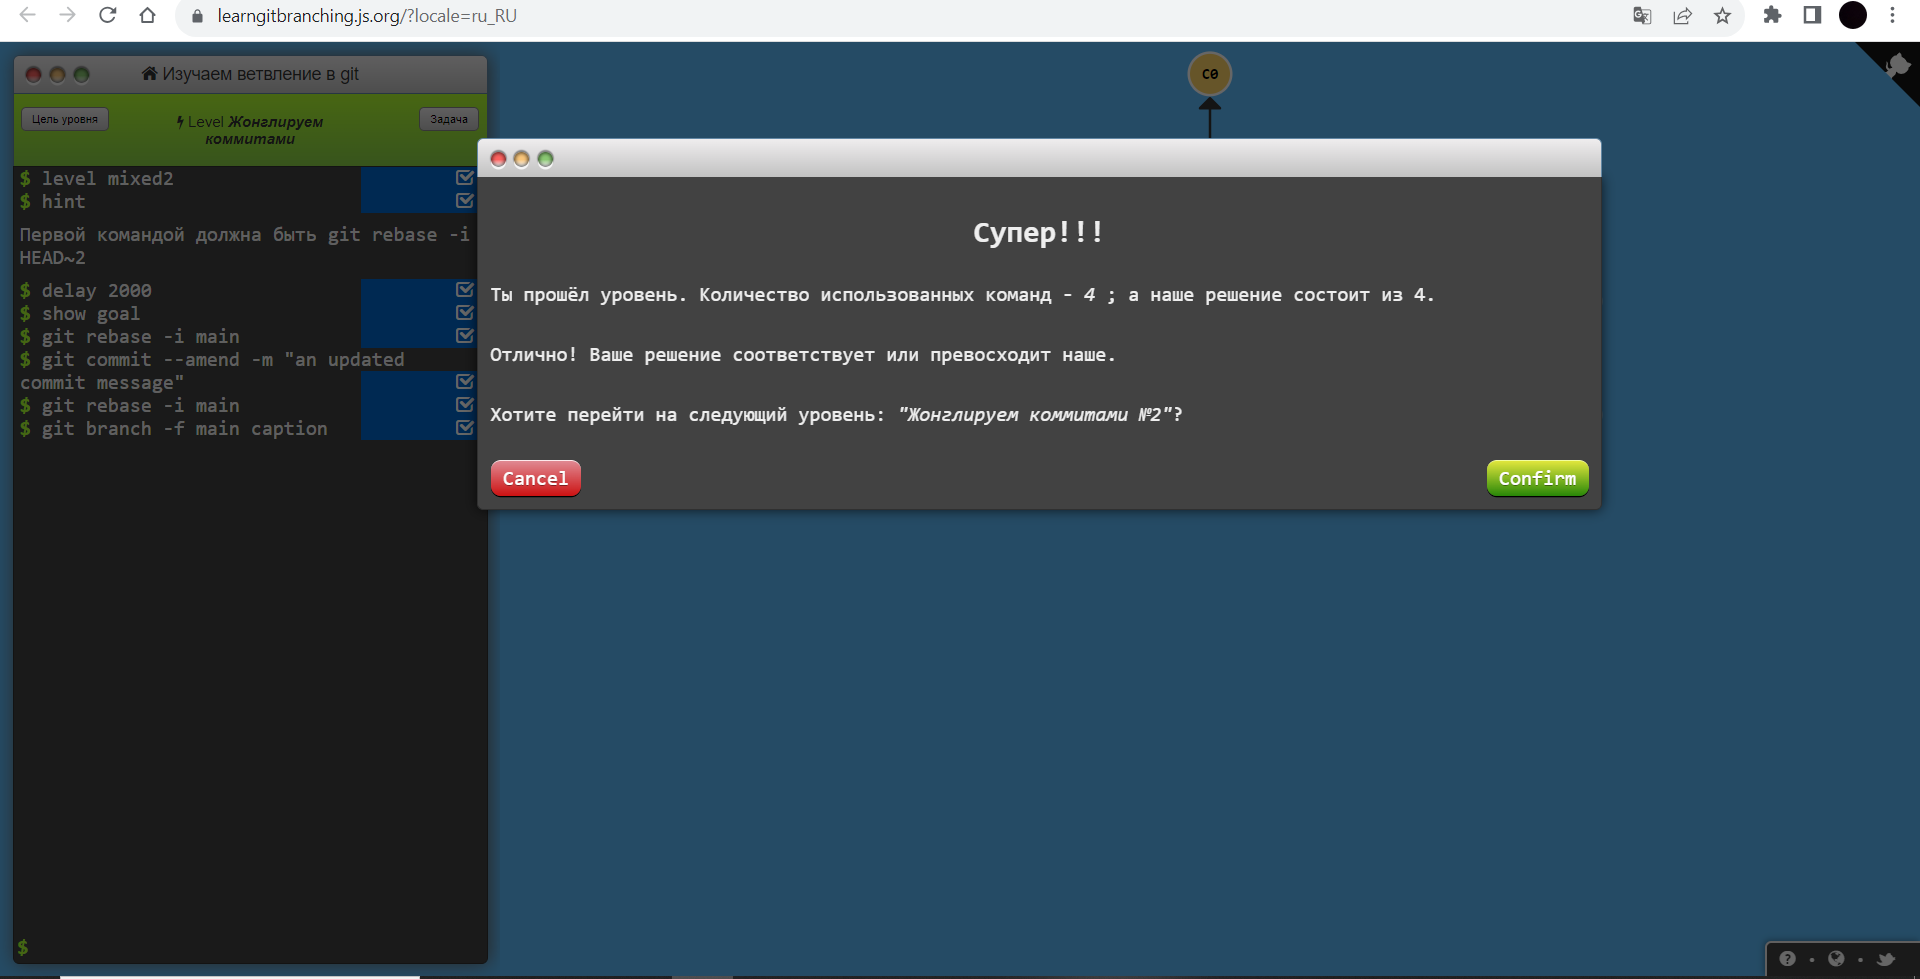 learngitbranching.js.org/?locale=ru_RU
C0
Изучаем ветвление в git
Цель уровня
Level Жонглируем
коммитами
Задача
$ level mixed2
$ hint
Первой командой должна быть git rebase -i
HEAD~2
$ delay 2000
$ show goal
$ git rebase -i main
$ git commit --amend -m "an updated
commit message"
$ git rebase -i main
$ git branch -f main caption
$
Супер!!!
Ты прошёл уровень. Количество использованных команд - 4 ; а наше решение состоит из 4.
Отлично! Ваше решение соответствует или превосходит наше.
Хотите перейти на следующий уровень: "Жонглируем коммитами №2"?
Cancel
Confirm